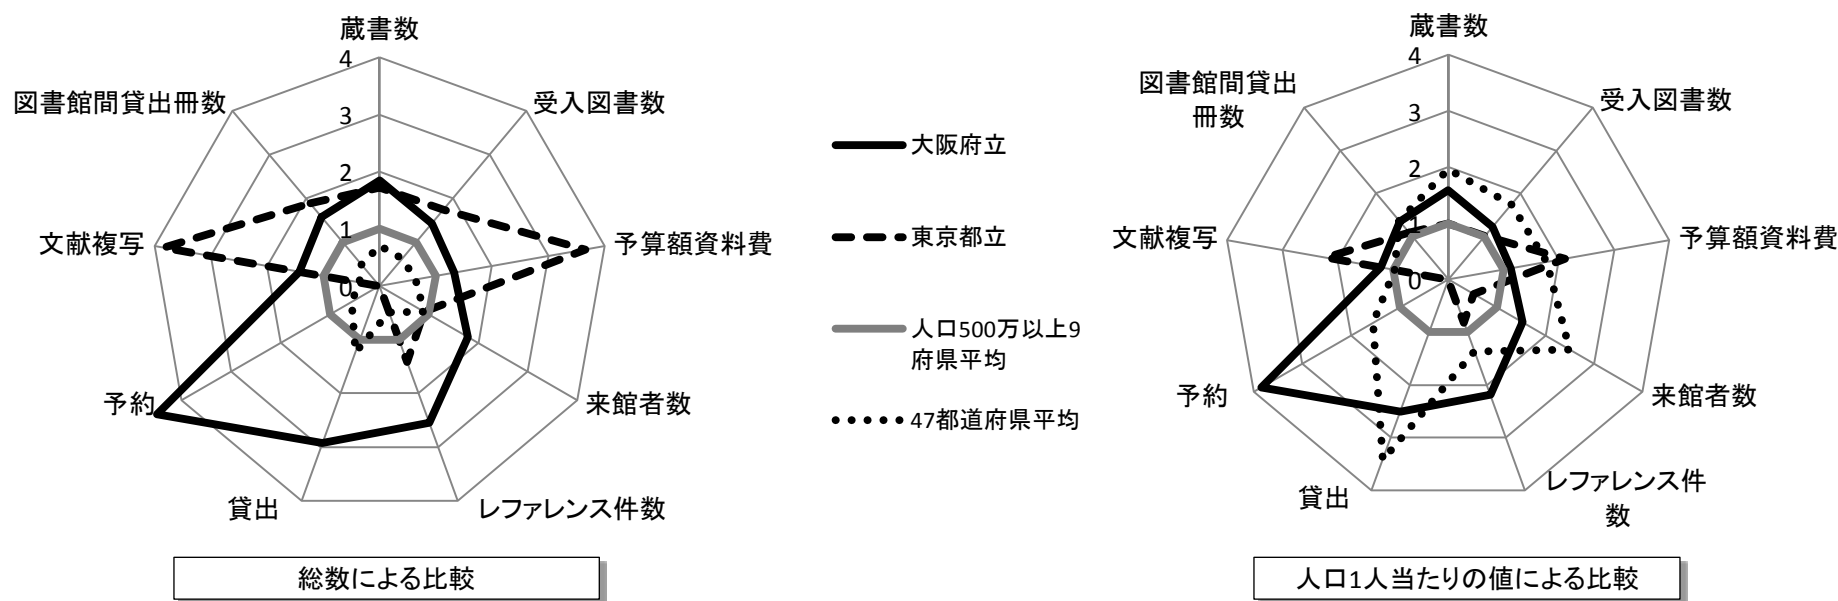 蔵書数
4
3
2
1
0
受入図書数
予算額資料費
来館者数
レファレンス件数
貸出
予約
文献複写
図書館間貸出冊数
総数による比較
大阪府立
東京都立
人口500万以上9
府県平均
47都道府県平均
蔵書数
4
3
2
1
0
受入図書数
予算額資料費
来館者数
レファレンス件
数
貸出
予約
文献複写
図書館間貸出
冊数
人口1人当たりの値による比較